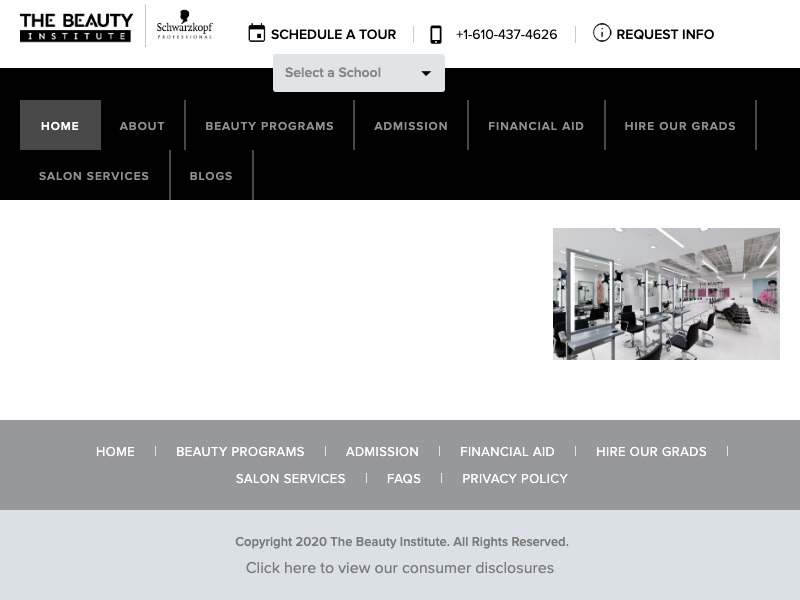 THE BEAUTY
INSTITUTE
Schwarzkopf
PROFESSIONAL
SCHEDULE A TOUR
+1-610-437-4626
REQUEST INFO
Select a School
HOME
ABOUT
BEAUTY PROGRAMS
ADMISSION
FINANCIAL AID
HIRE OUR GRADS
SALON SERVICES
BLOGS
HOME
BEAUTY PROGRAMS
ADMISSION
FINANCIAL AID
HIRE OUR GRADS
SALON SERVICES
FAQS
PRIVACY POLICY
Copyright 2020 The Beauty Institute. All Rights Reserved.
Click here to view our consumer disclosures